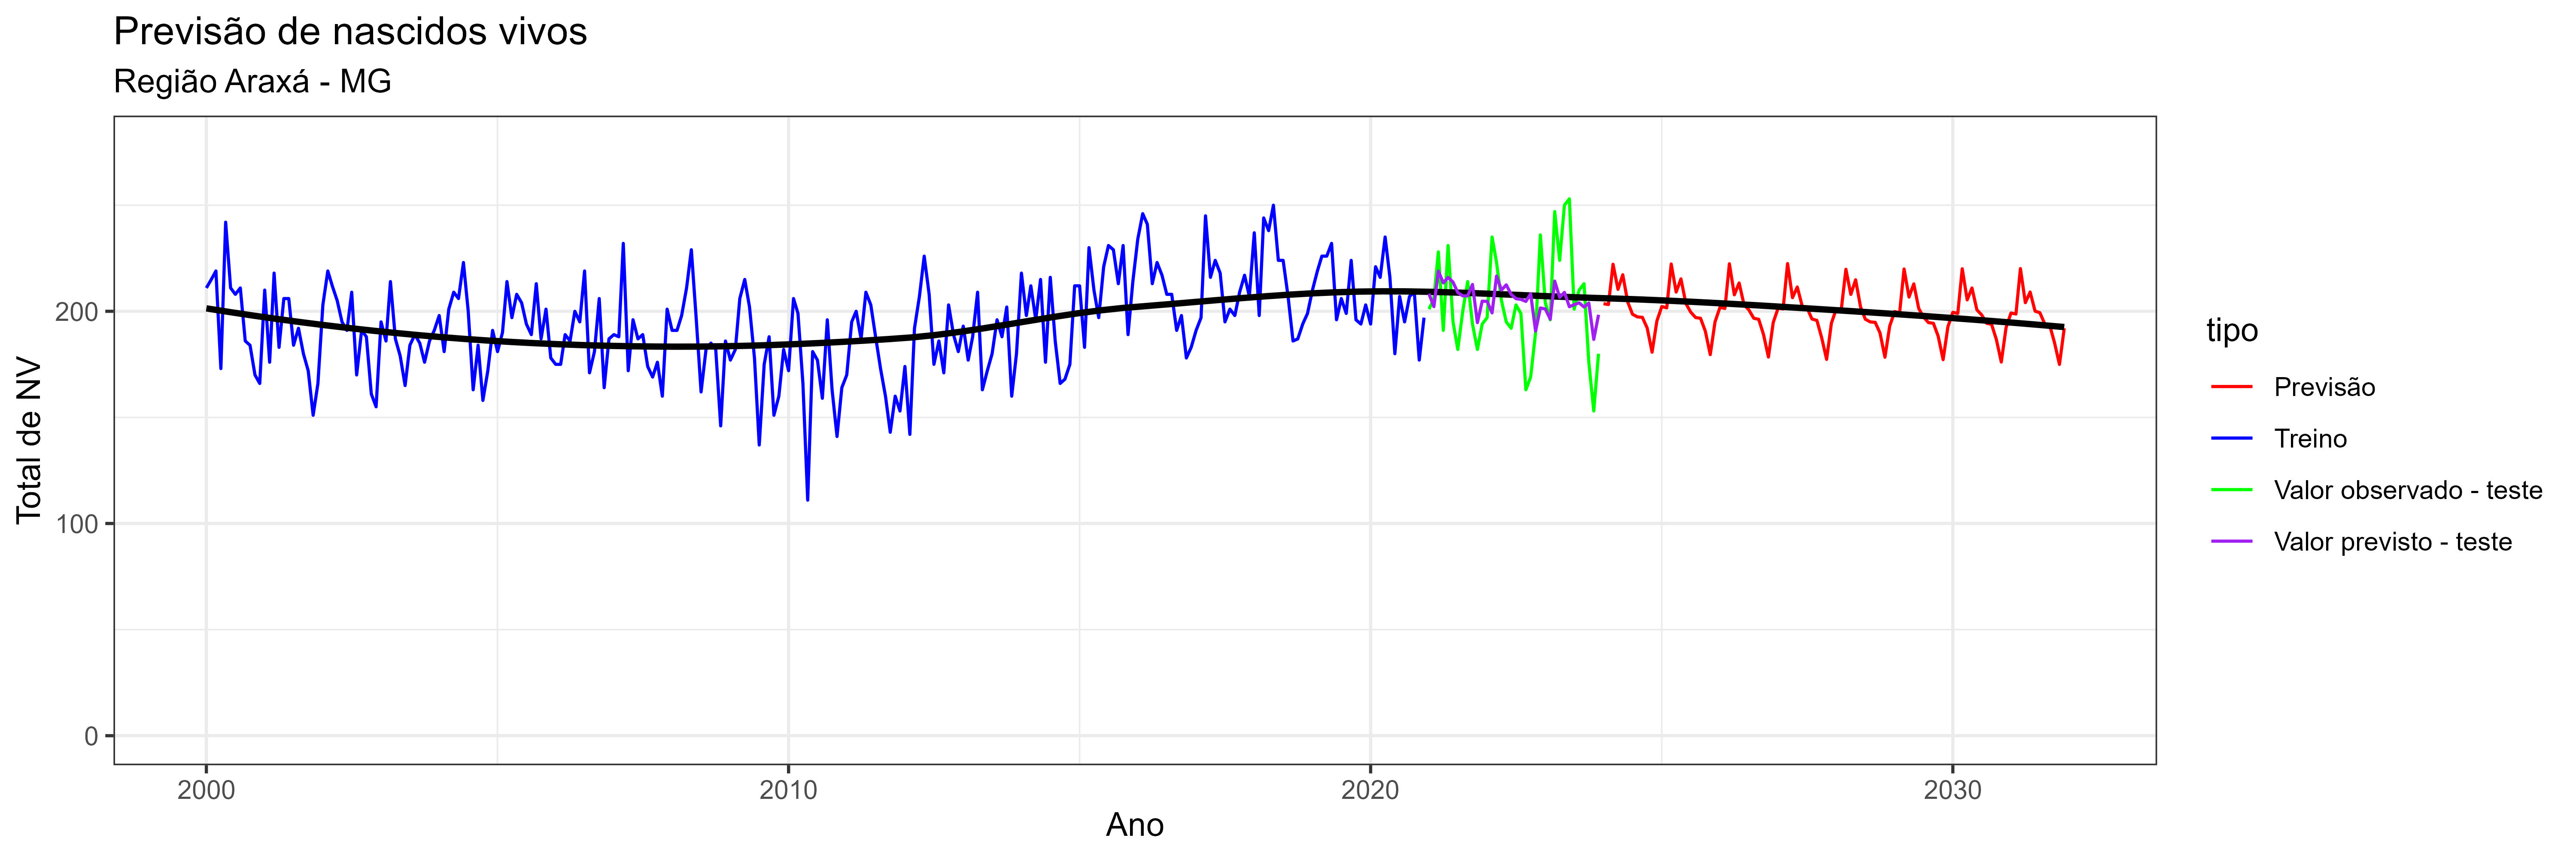 Previsão de nascidos vivos
Região Araxá - MG
Total de NV
200
100
0
2000
2010
2020
2030
Ano
tipo
Previsão
Treino
Valor observado - teste
Valor previsto - teste